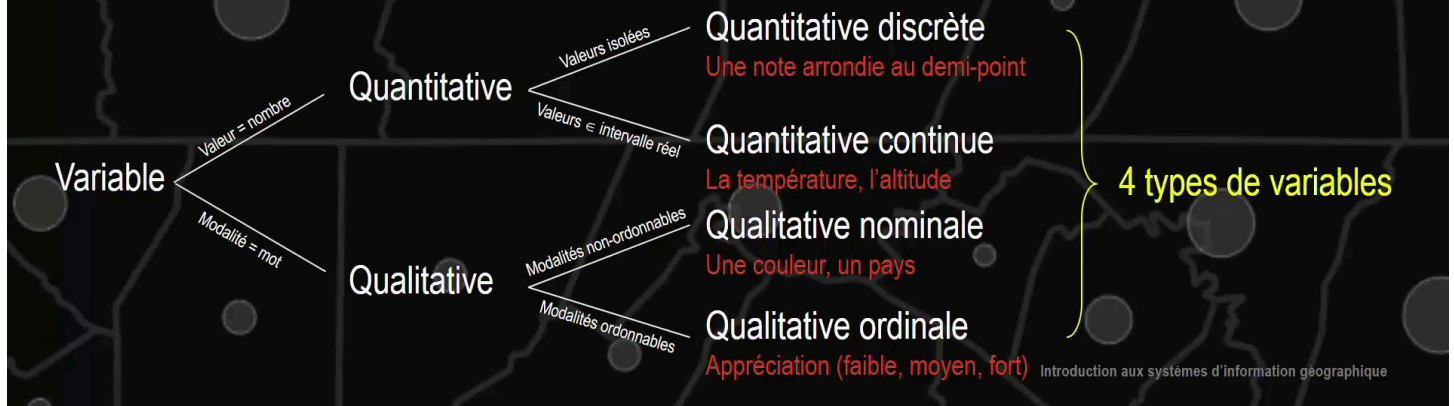 Variable
Valeur = nombre
Modalité = mot
Quantitative
Valeurs isolées
Valeurs ∈ intervalle réel
Quantitative discrète
Une note arrondie au demi-point
Quantitative continue
La température, l'altitude
Qualitative
Modalités non-ordonnables
Modalités ordonnables
Qualitative nominale
Une couleur, un pays
Qualitative ordinale
Appréciation (faible, moyen, fort)
4 types de variables
Introduction aux systèmes d'information géographique